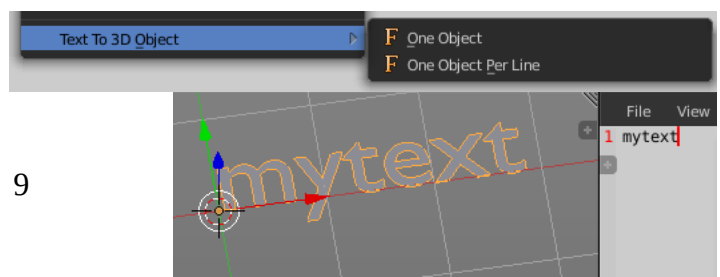 Text To 3D Object
F One Object
F One Object Per Line
File View
1 mytext
mytext
9